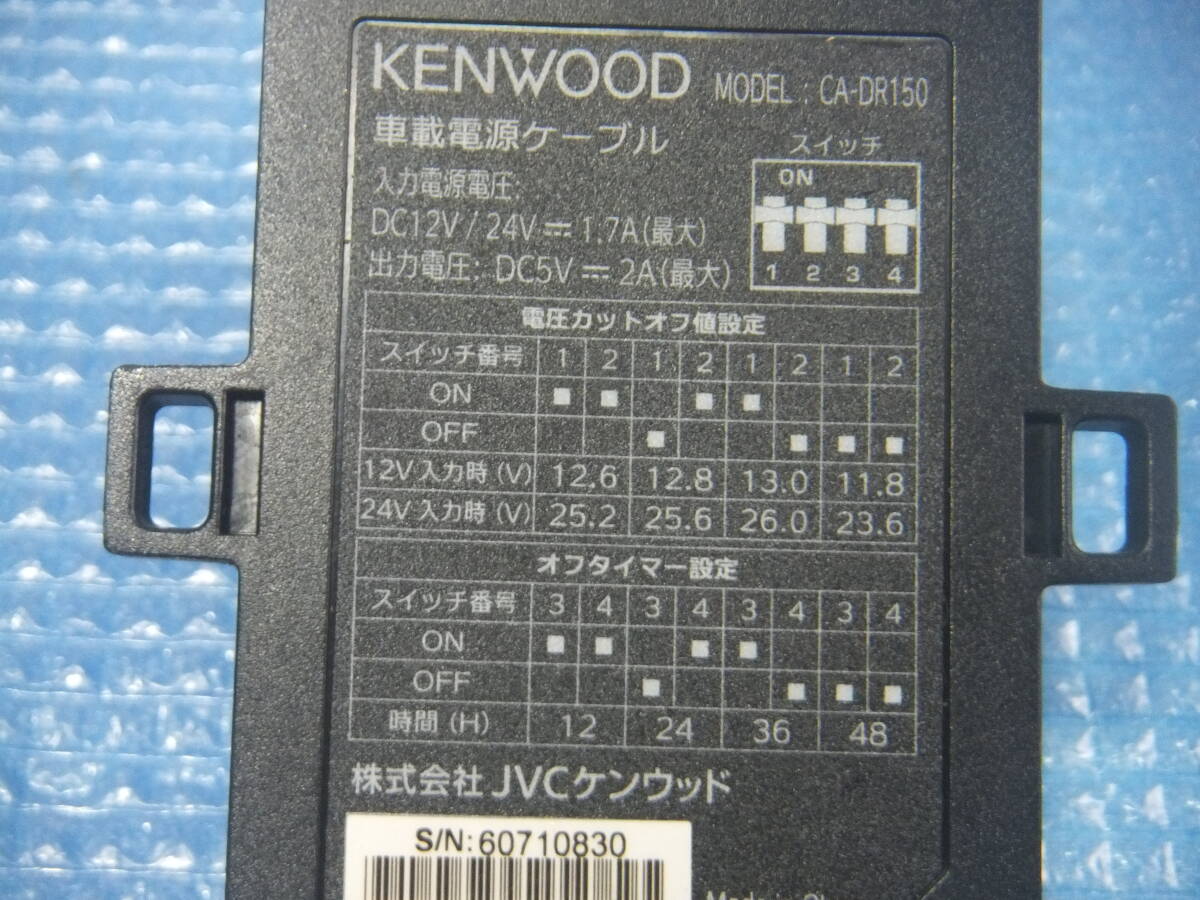 KENWOOD MODEL : CA-DR150
車載電源ケーブル
スイッチ
ON
1 2 3 4
入力電源電圧:
DC12V / 24V ⎓ 1.7A(最大)
出力電圧: DC5V ⎓ 2A(最大)
電圧カットオフ値設定
スイッチ番号 1 2 1 2 1 2 1 2
ON ■ ■ ■ ■
OFF ■ ■ ■ ■
12V 入力時 (V) 12.6 12.8 13.0 11.8
24V 入力時 (V) 25.2 25.6 26.0 23.6
オフタイマー設定
スイッチ番号 3 4 3 4 3 4 3 4
ON ■ ■ ■ ■
OFF ■ ■ ■ ■
時間 (H) 12 24 36 48
株式会社 JVCケンウッド
S/N: 60710830
Made in